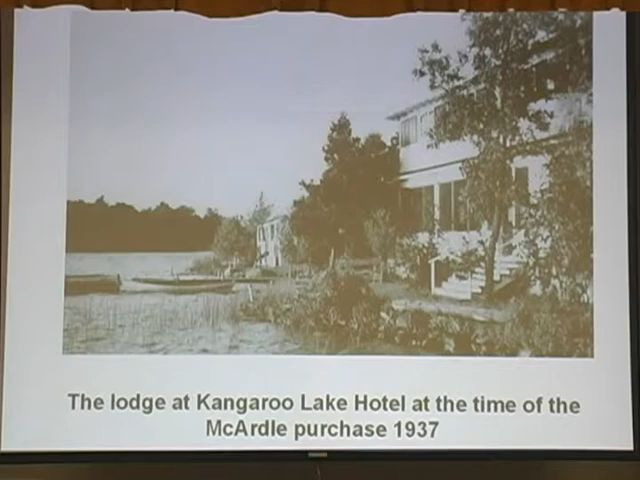 The lodge at Kangaroo Lake Hotel at the time of the
McArdle purchase 1937